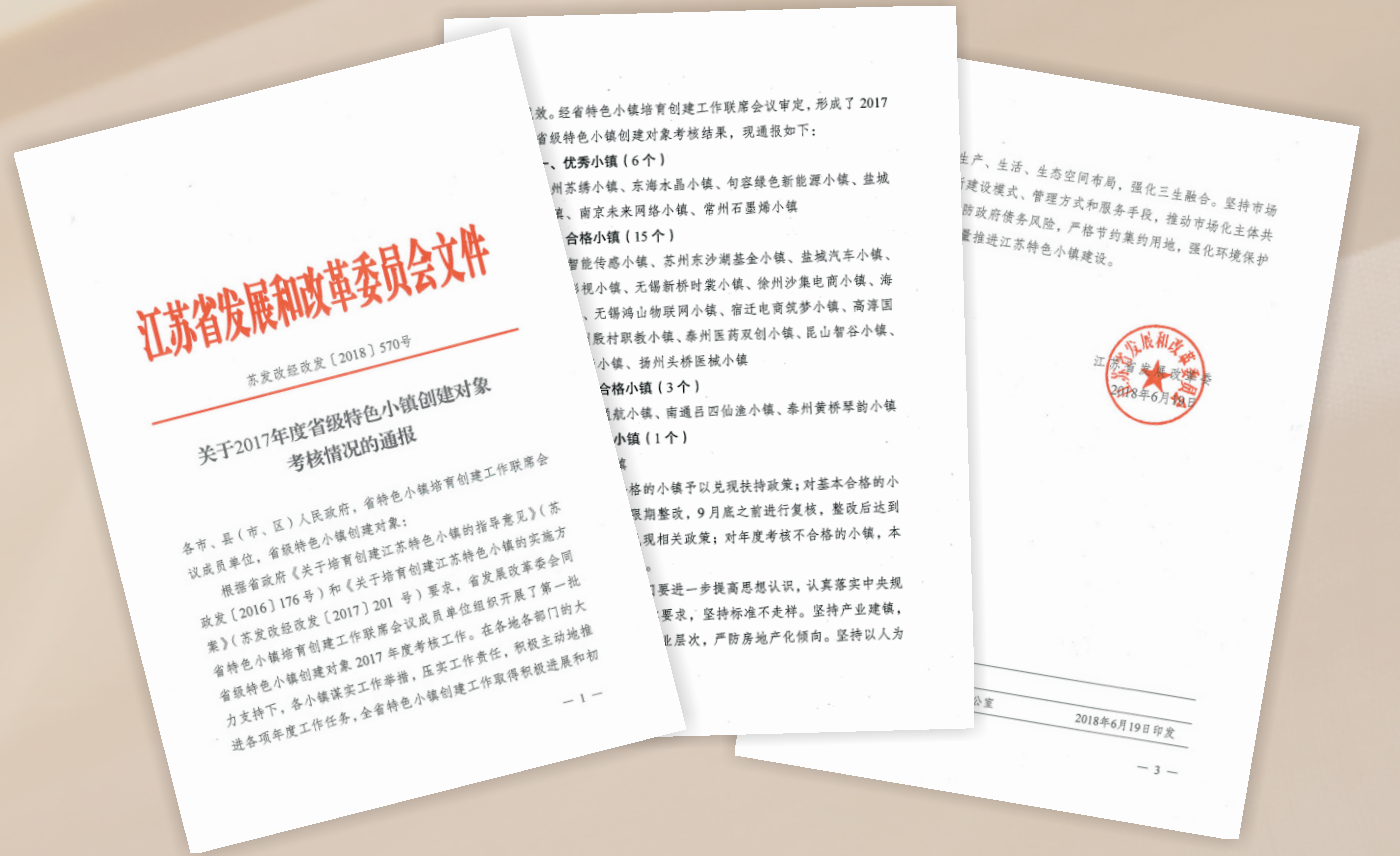 江苏省发展和改革委员会文件
苏发改经改发〔2018〕570号
关于2017年度省级特色小镇创建对象
考核情况的通报
各市、县（市、区）人民政府，省特色小镇培育创建工作联席会
议成员单位，省级特色小镇创建对象：
根据省政府《关于培育创建江苏特色小镇的指导意见》（苏
政发〔2016〕176号）和《关于培育创建江苏特色小镇的实施方
案》（苏发改经改发〔2017〕201 号）要求，省发展改革委会同
省特色小镇培育创建工作联席会议成员单位组织开展了第一批
省级特色小镇创建对象 2017 年度考核工作。在各地各部门的大
力支持下，各小镇谋实工作举措，压实工作责任，积极主动地推
进各项年度工作任务，全省特色小镇创建工作取得积极进展和初
— 1 —
效。经省特色小镇培育创建工作联席会议审定，形成了 2017
省级特色小镇创建对象考核结果，现通报如下：
一、优秀小镇（6 个）
州苏绣小镇、东海水晶小镇、句容绿色新能源小镇、盐城
镇、南京未来网络小镇、常州石墨烯小镇
合格小镇（15 个）
智能传感小镇、苏州东沙湖基金小镇、盐城汽车小镇、
影视小镇、无锡新桥时裳小镇、徐州沙集电商小镇、海
、无锡鸿山物联网小镇、宿迁电商筑梦小镇、高淳国
殷村职教小镇、泰州医药双创小镇、昆山智谷小镇、
小镇、扬州头桥医械小镇
合格小镇（3 个）
通航小镇、南通吕四仙渔小镇、泰州黄桥琴韵小镇
小镇（1 个）
镇
格的小镇予以兑现扶持政策；对基本合格的小
限期整改，9 月底之前进行复核，整改后达到
现相关政策；对年度考核不合格的小镇，本
。
门要进一步提高思想认识，认真落实中央规
要求，坚持标准不走样。坚持产业建镇，
业层次，严防房地产化倾向。坚持以人为
生产、生活、生态空间布局，强化三生融合。坚持市场
新建设模式、管理方式和服务手段，推动市场化主体共
防政府债务风险，严格节约集约用地，强化环境保护
量推进江苏特色小镇建设。
江苏省发展改革委
江苏省发展和改革委员会
2018年6月19日
公室
2018年6月19日印发
— 3 —